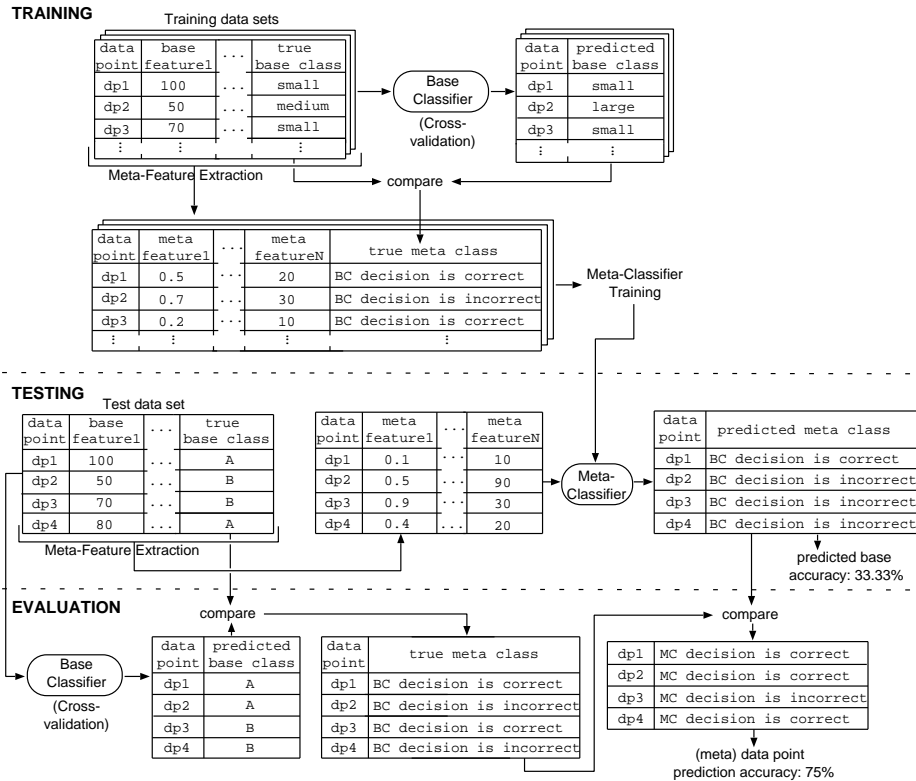 TRAINING
Training data sets
data point | base feature1 | ... | true base class
dp1 | 100 | ... | small
dp2 | 50 | ... | medium
dp3 | 70 | ... | small
⋮ | ⋮ | ⋮
Meta-Feature Extraction
Base Classifier
(Cross-validation)
data point | predicted base class
dp1 | small
dp2 | large
dp3 | small
⋮ | ⋮
compare
data point | meta feature1 | ... | meta featureN | true meta class
dp1 | 0.5 | ... | 20 | BC decision is correct
dp2 | 0.7 | ... | 30 | BC decision is incorrect
dp3 | 0.2 | ... | 10 | BC decision is correct
⋮ | ⋮ | ⋮ | ⋮
Meta-Classifier
Training
TESTING
Test data set
data point | base feature1 | ... | true base class
dp1 | 100 | ... | A
dp2 | 50 | ... | B
dp3 | 70 | ... | B
dp4 | 80 | ... | A
Meta-Feature Extraction
data point | meta feature1 | ... | meta featureN
dp1 | 0.1 | ... | 10
dp2 | 0.5 | ... | 90
dp3 | 0.9 | ... | 30
dp4 | 0.4 | ... | 20
Meta-
Classifier
data point | predicted meta class
dp1 | BC decision is correct
dp2 | BC decision is incorrect
dp3 | BC decision is incorrect
dp4 | BC decision is incorrect
predicted base
accuracy: 33.33%
EVALUATION
compare
Base
Classifier
(Cross-
validation)
data point | predicted base class
dp1 | A
dp2 | A
dp3 | B
dp4 | B
data point | true meta class
dp1 | BC decision is correct
dp2 | BC decision is incorrect
dp3 | BC decision is correct
dp4 | BC decision is incorrect
compare
dp1 | MC decision is correct
dp2 | MC decision is correct
dp3 | MC decision is incorrect
dp4 | MC decision is correct
(meta) data point
prediction accuracy: 75%